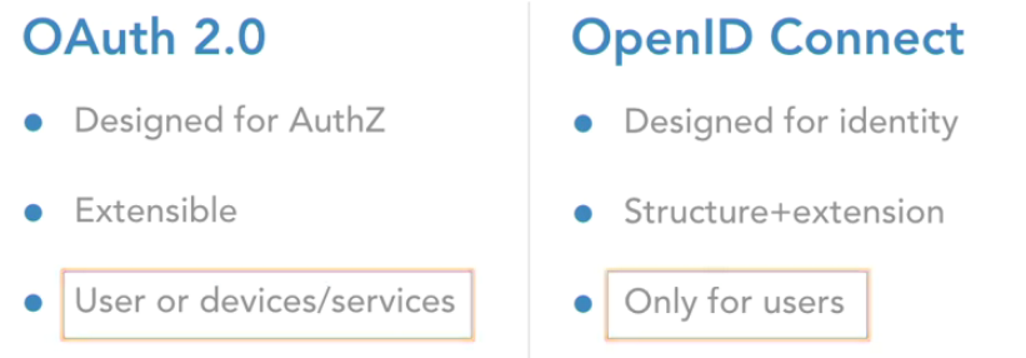 OAuth 2.0
Designed for AuthZ
Extensible
User or devices/services
OpenID Connect
Designed for identity
Structure+extension
Only for users